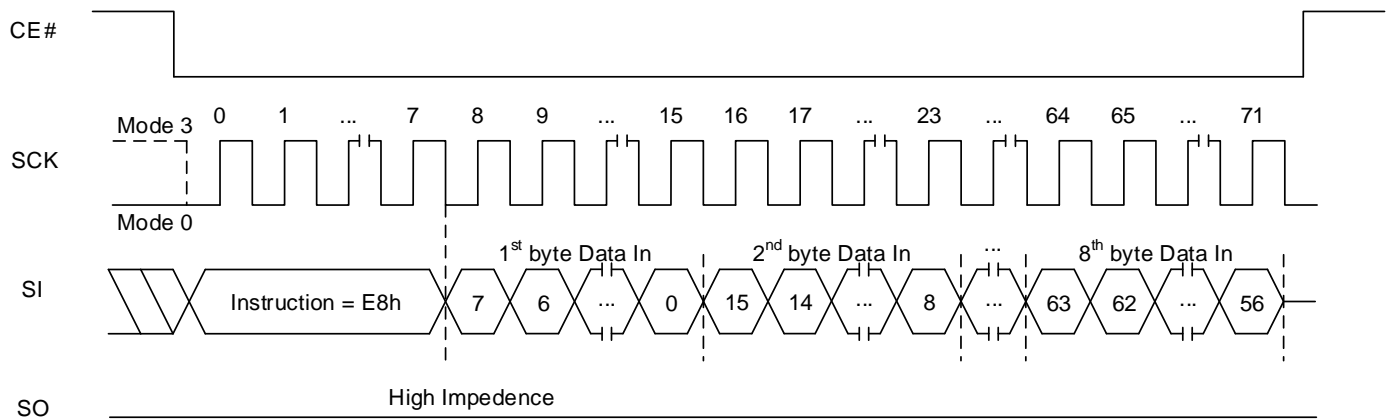 CE#
0 1 ... 7 8 9 ... 15 16 17 ... 23 ... 64 65 ... 71
Mode 3
SCK
Mode 0
1st byte Data In 2nd byte Data In ... 8th byte Data In
SI
Instruction = E8h 7 6 ... 0 15 14 ... 8 ... 63 62 ... 56
High Impedence
SO